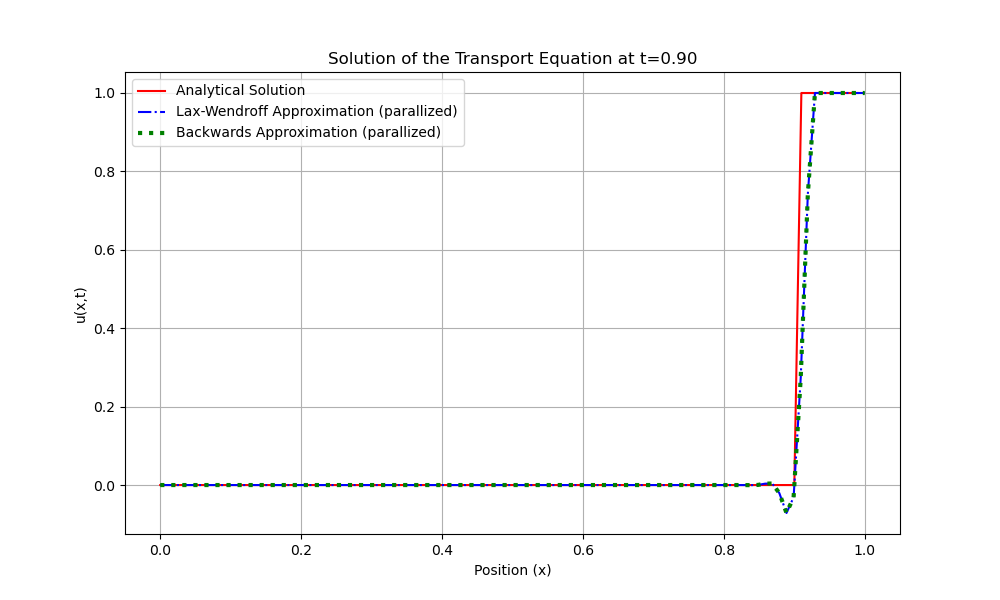 Solution of the Transport Equation at t=0.90
Analytical Solution
Lax-Wendroff Approximation (parallized)
Backwards Approximation (parallized)
u(x,t)
1.0
0.8
0.6
0.4
0.2
0.0
0.0 0.2 0.4 0.6 0.8 1.0
Position (x)